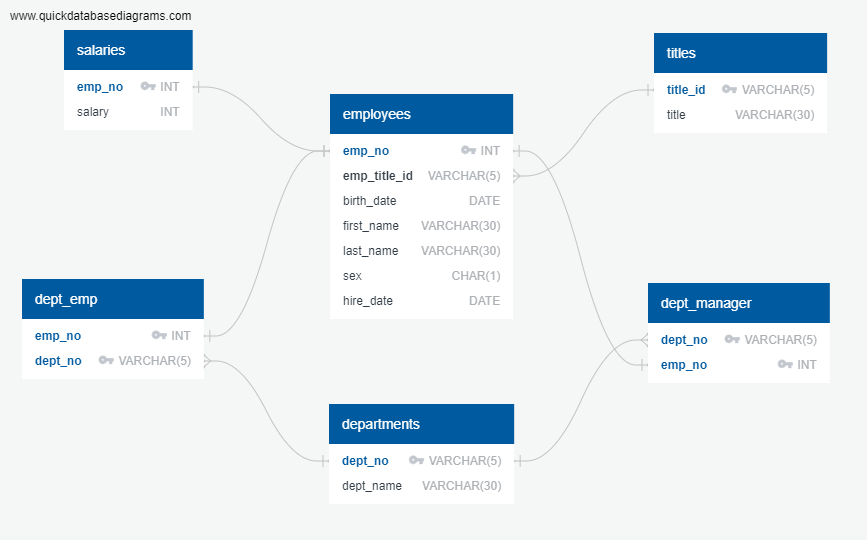 www.quickdatabasediagrams.com
salaries
emp_no INT
salary INT
titles
title_id VARCHAR(5)
title VARCHAR(30)
employees
emp_no INT
emp_title_id VARCHAR(5)
birth_date DATE
first_name VARCHAR(30)
last_name VARCHAR(30)
sex CHAR(1)
hire_date DATE
dept_emp
emp_no INT
dept_no VARCHAR(5)
dept_manager
dept_no VARCHAR(5)
emp_no INT
departments
dept_no VARCHAR(5)
dept_name VARCHAR(30)